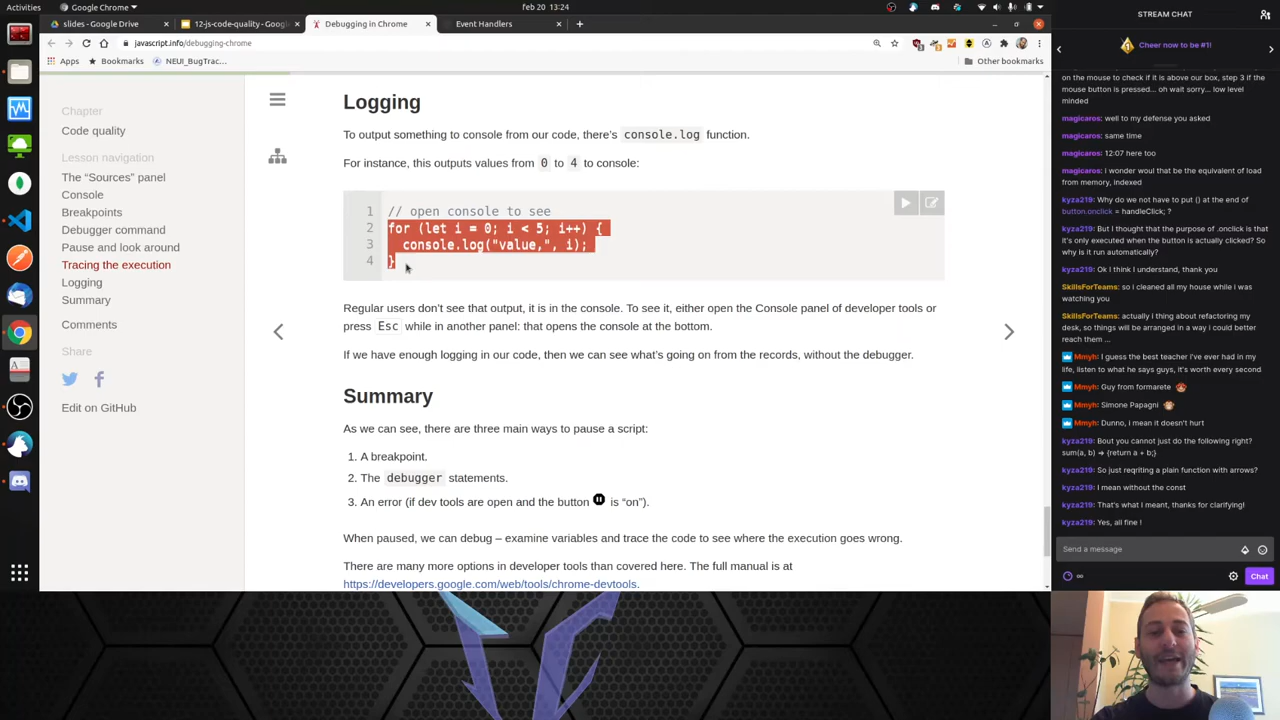 Activities
Google Chrome
feb 20 13:24
slides - Google Drive
12-js-code-quality - Google
Debugging in Chrome
Event Handlers
javascript.info/debugging-chrome
Apps
Bookmarks
NEUI_BugTrac...
Other bookmarks
Chapter
Code quality
Lesson navigation
The “Sources” panel
Console
Breakpoints
Debugger command
Pause and look around
Tracing the execution
Logging
Summary
Comments
Share
Edit on GitHub
Logging
To output something to console from our code, there’s console.log function.
For instance, this outputs values from 0 to 4 to console:
1 // open console to see
2 for (let i = 0; i < 5; i++) {
3 console.log("value,", i);
4 }
Regular users don’t see that output, it is in the console. To see it, either open the Console panel of developer tools or
press Esc while in another panel: that opens the console at the bottom.
If we have enough logging in our code, then we can see what’s going on from the records, without the debugger.
Summary
As we can see, there are three main ways to pause a script:
1. A breakpoint.
2. The debugger statements.
3. An error (if dev tools are open and the button is “on”).
When paused, we can debug – examine variables and trace the code to see where the execution goes wrong.
There are many more options in developer tools than covered here. The full manual is at
https://developers.google.com/web/tools/chrome-devtools.
STREAM CHAT
Cheer now to be #1!
on the mouse to check if it is above our box, step 3 if the
mouse button is pressed... oh wait sorry... low level
minded
magicaros: well to my defense you asked
magicaros: same time
magicaros: 12:07 here too
magicaros: i wonder woul that be the equivalent of load
from memory, indexed
kyza219: Why do we not have to put () at the end of
button.onclick = handleClick; ?
kyza219: But I thought that the purpose of .onclick is that
it's only executed when the button is actually clicked? So
why Is it run automatically?
kyza219: Ok I think I understand, thank you
SkillsForTeams: so i cleaned all my house while i was
watching you
SkillsForTeams: actually I thing about refactoring my
desk, so things will be arranged in a way i could better
reach them ...
Mmyh: I guess the best teacher i've ever had in my
life, listen to what he says guys, it's worth every second
Mmyh: Guy from formarete
Mmyh: Simone Papagni
Mmyh: Dunno, i mean it doesn't hurt
kyza219: Bout you cannot just do the following right?
sum(a, b) => {return a + b;}
kyza219: So just reqriting a plain function with arrows?
kyza219: I mean without the const
kyza219: That's what I meant, thanks for clarifying!
kyza219: Yes, all fine !
Send a message
∞
Chat